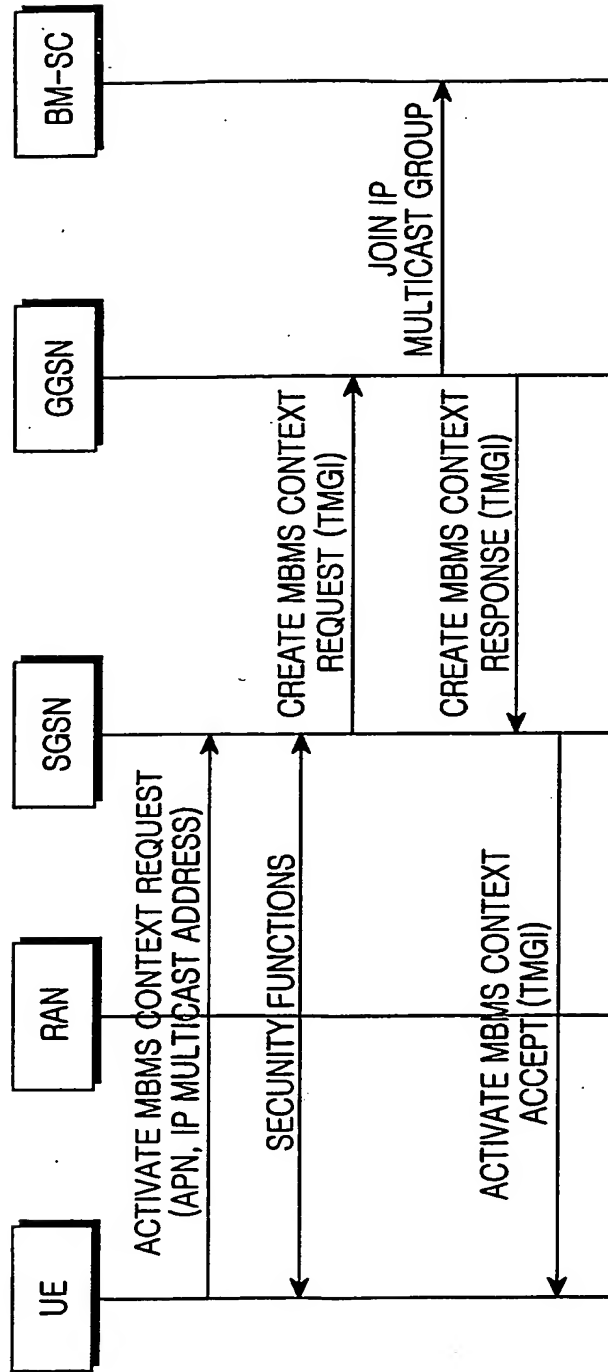 UE
RAN
SGSN
GGSN
BM-SC
ACTIVATE MBMS CONTEXT REQUEST
(APN, IP MULTICAST ADDRESS)
SECUNITY FUNCTIONS
CREATE MBMS CONTEXT
REQUEST (TMGI)
JOIN IP
MULTICAST GROUP
CREATE MBMS CONTEXT
RESPONSE (TMGI)
ACTIVATE MBMS CONTEXT
ACCEPT (TMGI)